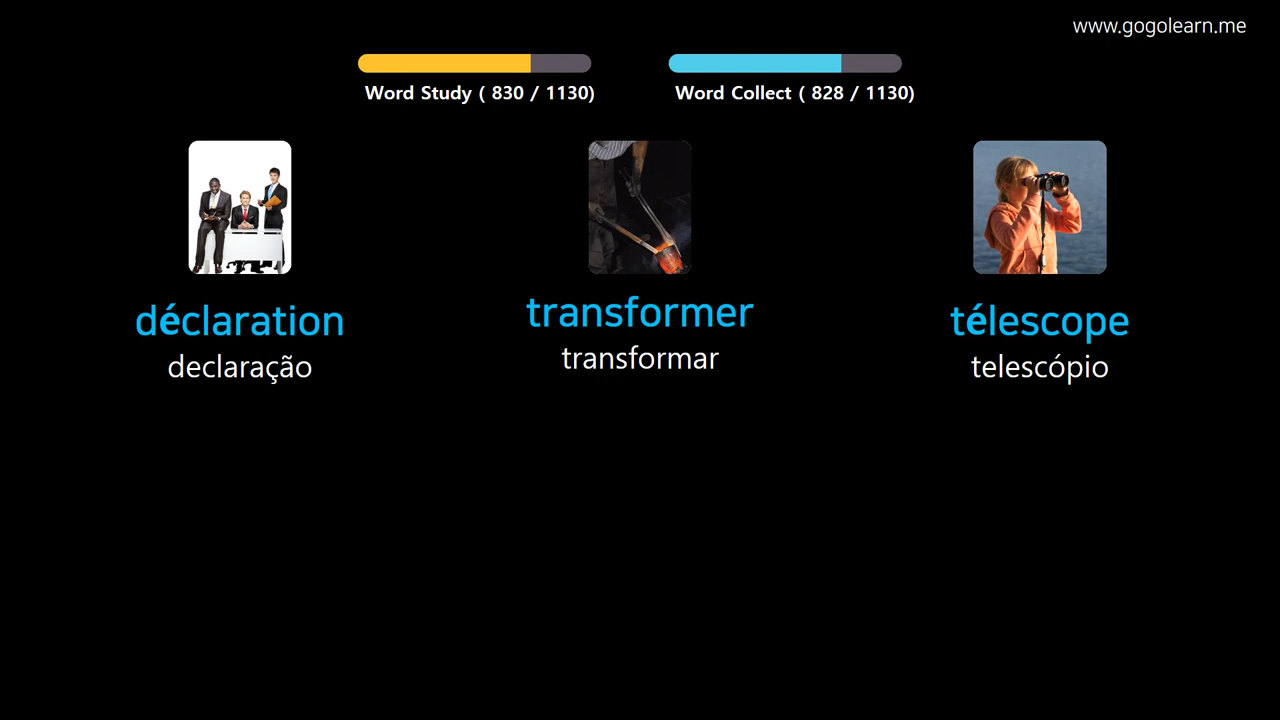 www.gogolearn.me
Word Study ( 830 / 1130)
Word Collect ( 828 / 1130)
déclaration
declaração
transformer
transformar
télescope
telescópio